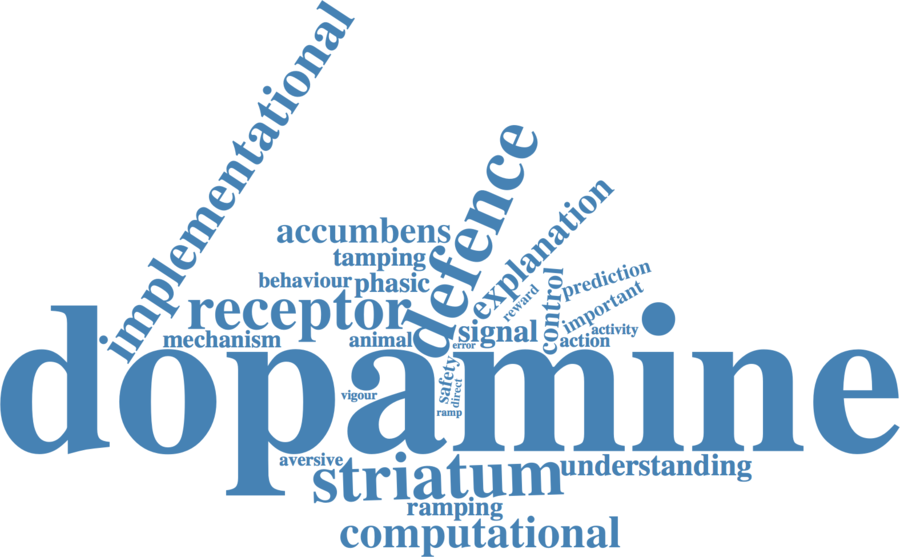 implementational
defence
explanation
accumbens
tamping
behaviour phasic
receptor
control
prediction
reward
important
signal
activity
mechanism
animal
error
action
dopamine
safety
direct
vigour
ramp
aversive
striatum
understanding
ramping
computational